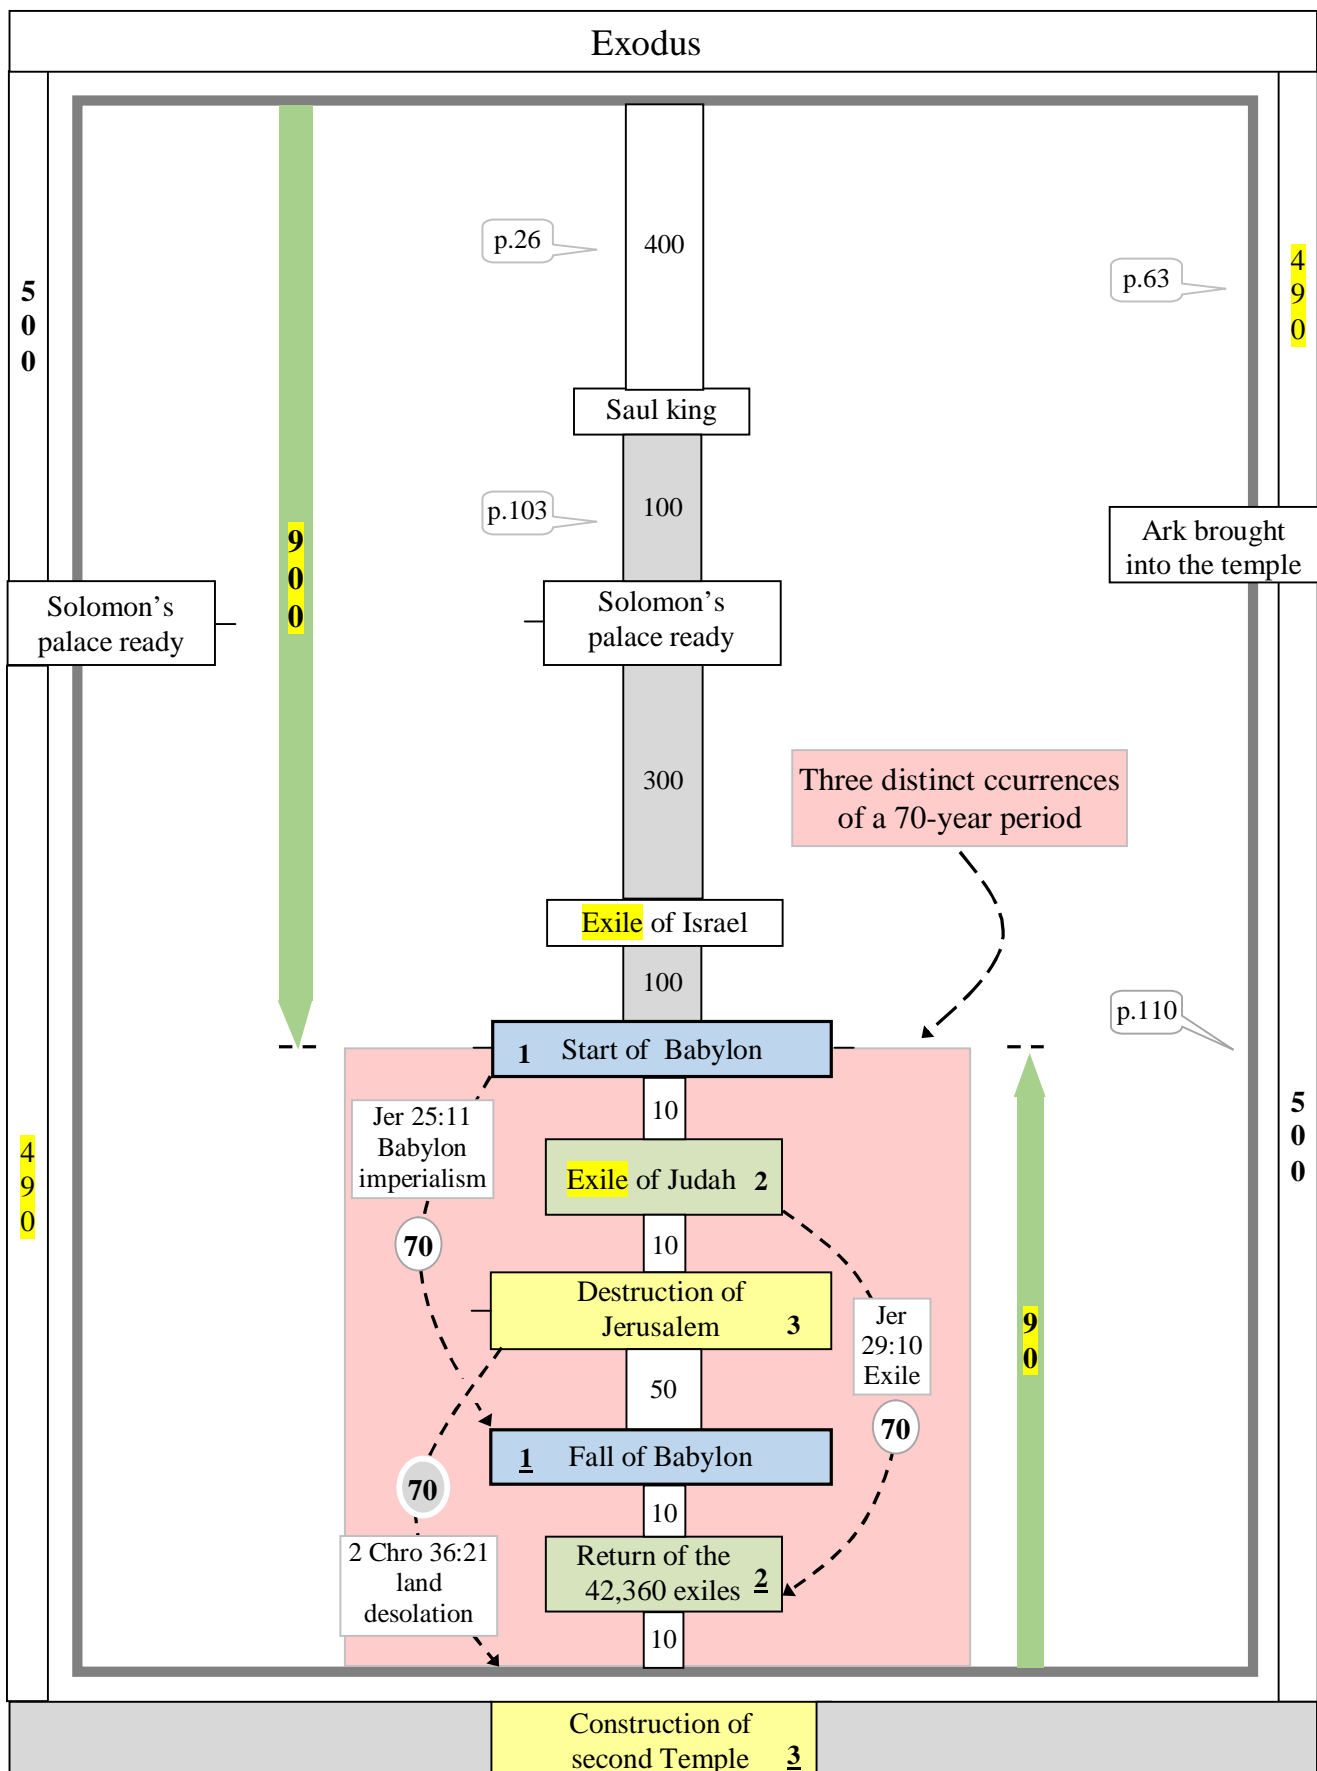 Exodus
p.26
400
p.63
4
9
0
5
0
0
Saul king
p.103
100
9
0
0
Ark brought
into the temple
Solomon’s
palace ready
Solomon’s
palace ready
300
Three distinct ccurrences
of a 70-year period
Exile of Israel
100
p.110
1 Start of Babylon
10
Jer 25:11
Babylon
imperialism
5
0
0
4
9
0
Exile of Judah 2
70
10
Destruction of
Jerusalem 3
Jer
29:10
Exile
9
0
50
70
1 Fall of Babylon
70
10
2 Chro 36:21
land
desolation
Return of the
42,360 exiles 2
10
Construction of
second Temple 3